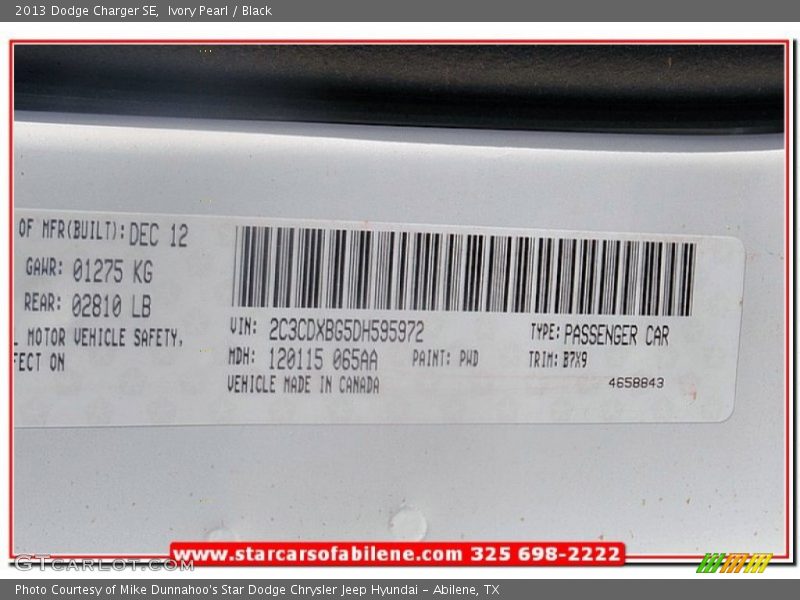 2013 Dodge Charger SE,  Ivory Pearl / Black
OF MFR(BUILT): DEC 12
GAWR: 01275 KG
REAR: 02810 LB
L MOTOR VEHICLE SAFETY,
FECT ON
VIN: 2C3CDXBG5DH595972
TYPE: PASSENGER CAR
MDH: 120115 065AA
PAINT: PWD
TRIM: B7X9
VEHICLE MADE IN CANADA
4658843
www.starcarsofabilene.com 325 698-2222
GTCARLOT.COM
Photo Courtesy of Mike Dunnahoo's Star Dodge Chrysler Jeep Hyundai - Abilene, TX